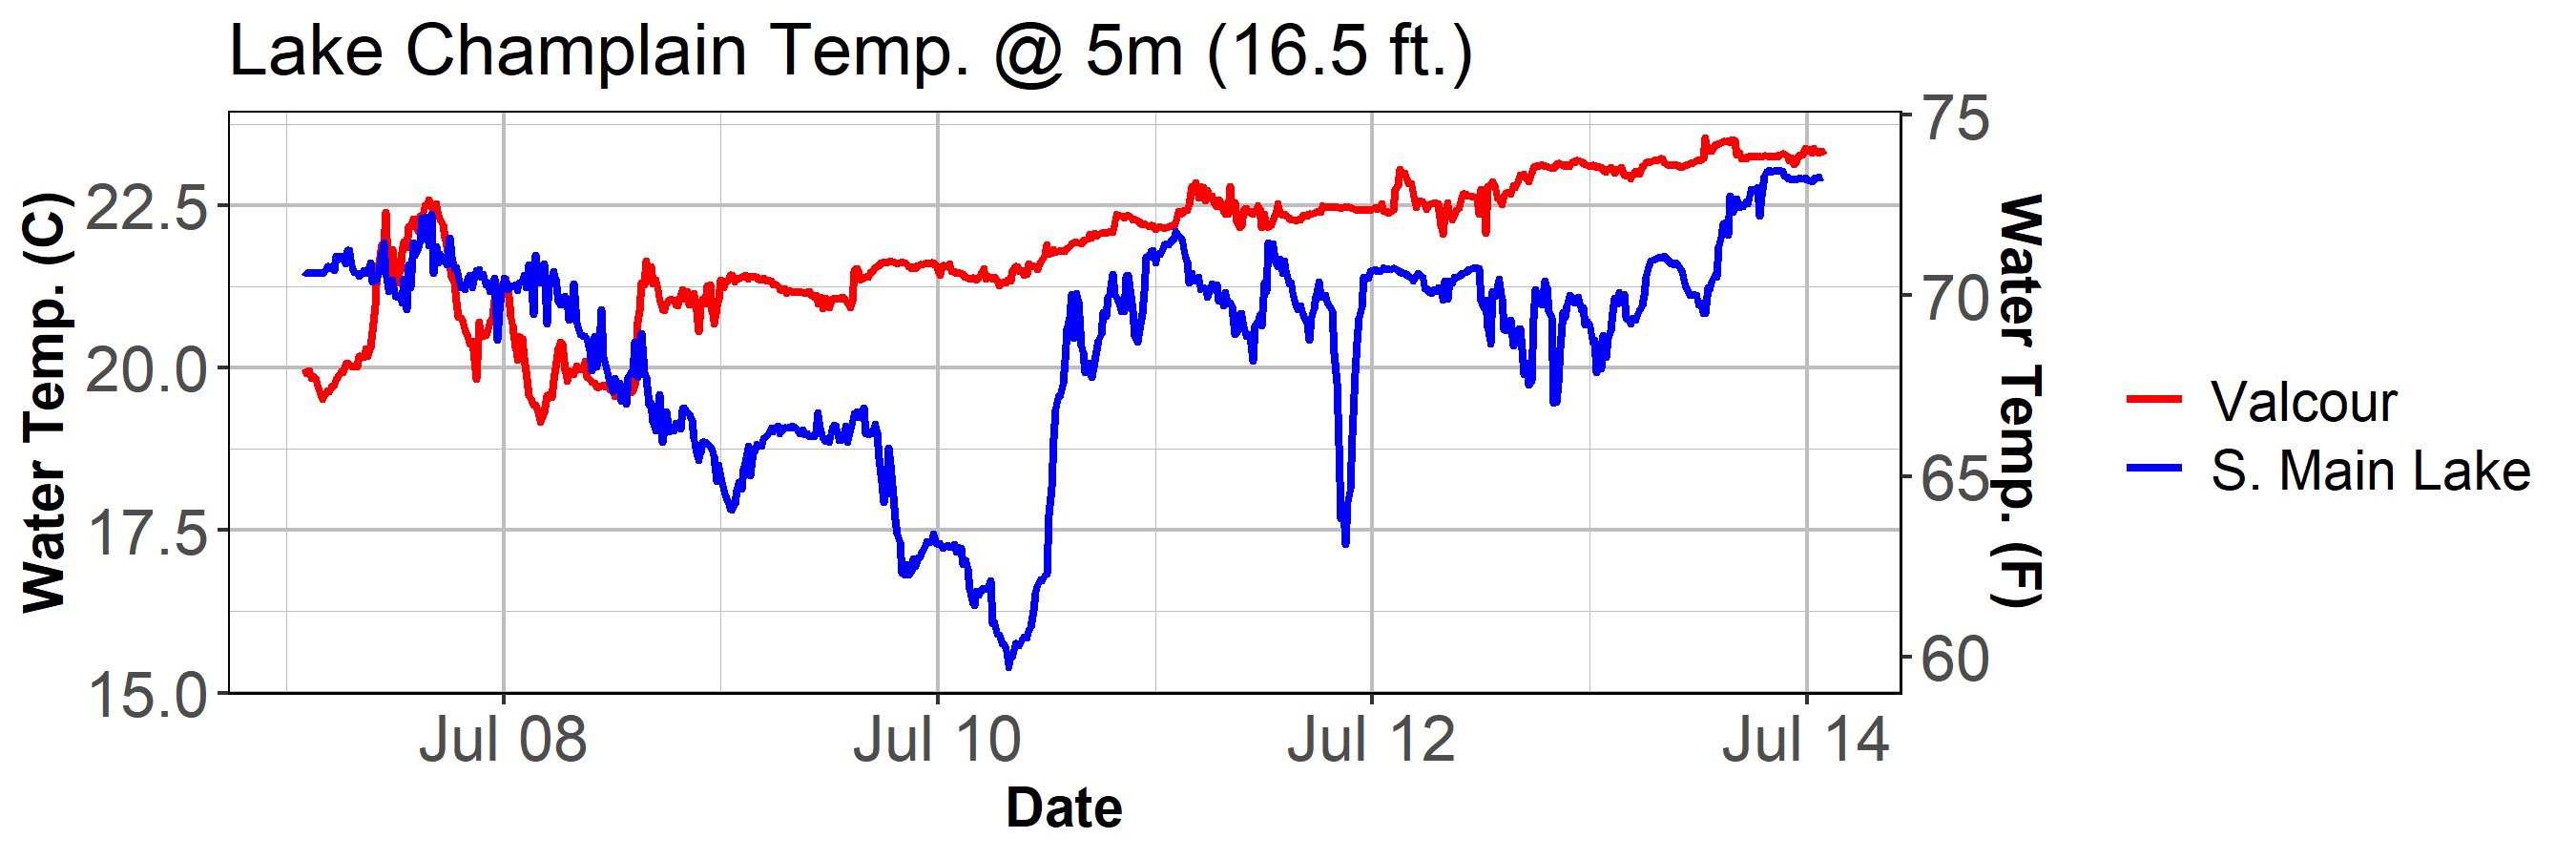 Lake Champlain Temp. @ 5m (16.5 ft.)
Water Temp. (C)
22.5
20.0
17.5
15.0
75
70
65
60
Water Temp. (F)
Jul 08
Jul 10
Jul 12
Jul 14
Date
Valcour
S. Main Lake